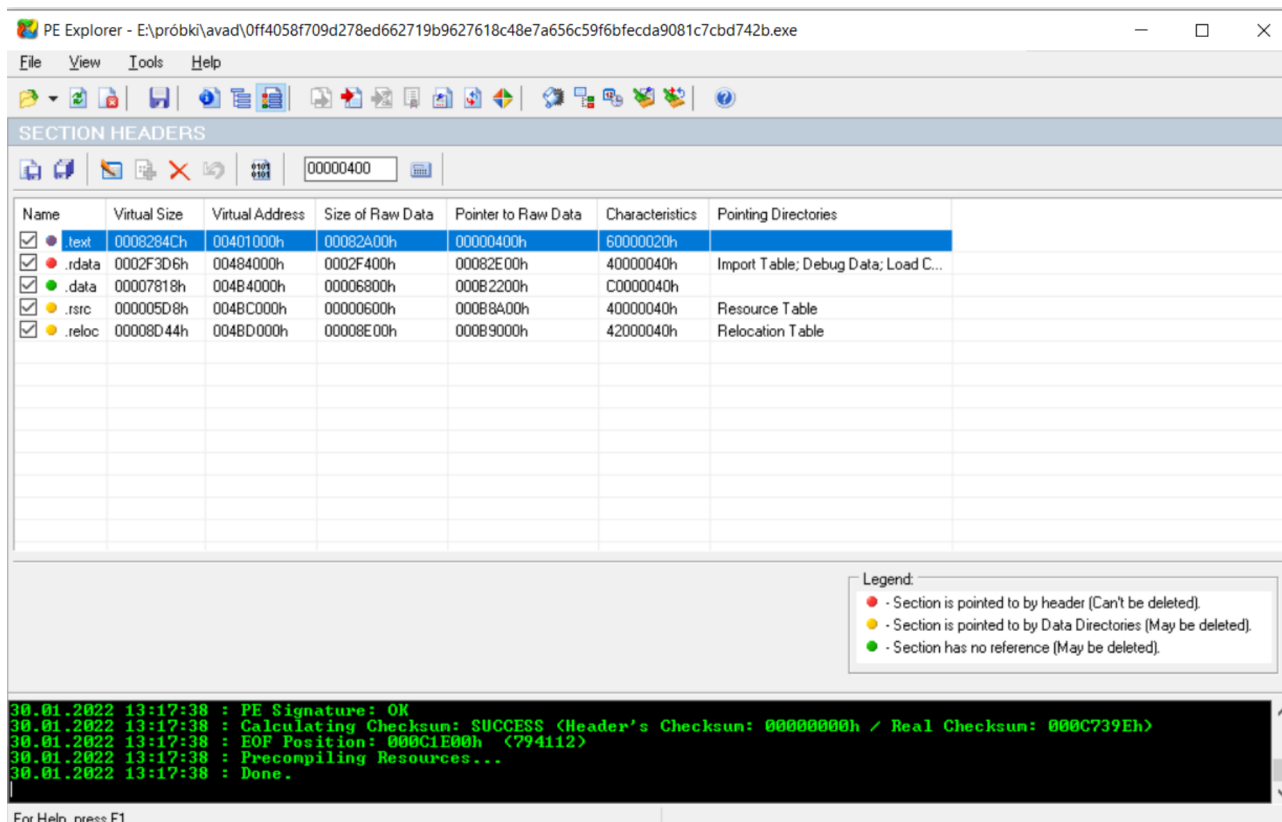 PE Explorer - E:\próbki\avad\0ff4058f709d278ed662719b9627618c48e7a656c59f6bfecda9081c7cbd742b.exe
File View Tools Help
SECTION HEADERS
00000400
Name Virtual Size Virtual Address Size of Raw Data Pointer to Raw Data Characteristics Pointing Directories
.text 0008284Ch 00401000h 00082A00h 00000400h 60000020h
.rdata 0002F3D6h 00484000h 0002F400h 00082E00h 40000040h Import Table; Debug Data; Load C...
.data 00007818h 004B4000h 00006800h 000B2200h C0000040h
.rsrc 000005D8h 004BC000h 00000600h 000B8A00h 40000040h Resource Table
.reloc 00008D44h 004BD000h 00008E00h 000B9000h 42000040h Relocation Table
Legend:
- Section is pointed to by header (Can't be deleted).
- Section is pointed to by Data Directories (May be deleted).
- Section has no reference (May be deleted).
30.01.2022 13:17:38 : PE Signature: OK
30.01.2022 13:17:38 : Calculating Checksum: SUCCESS (Header's Checksum: 00000000h / Real Checksum: 000C739Eh)
30.01.2022 13:17:38 : EOF Position: 000C1E00h (794112)
30.01.2022 13:17:38 : Precompiling Resources...
30.01.2022 13:17:38 : Done.
For Help, press F1